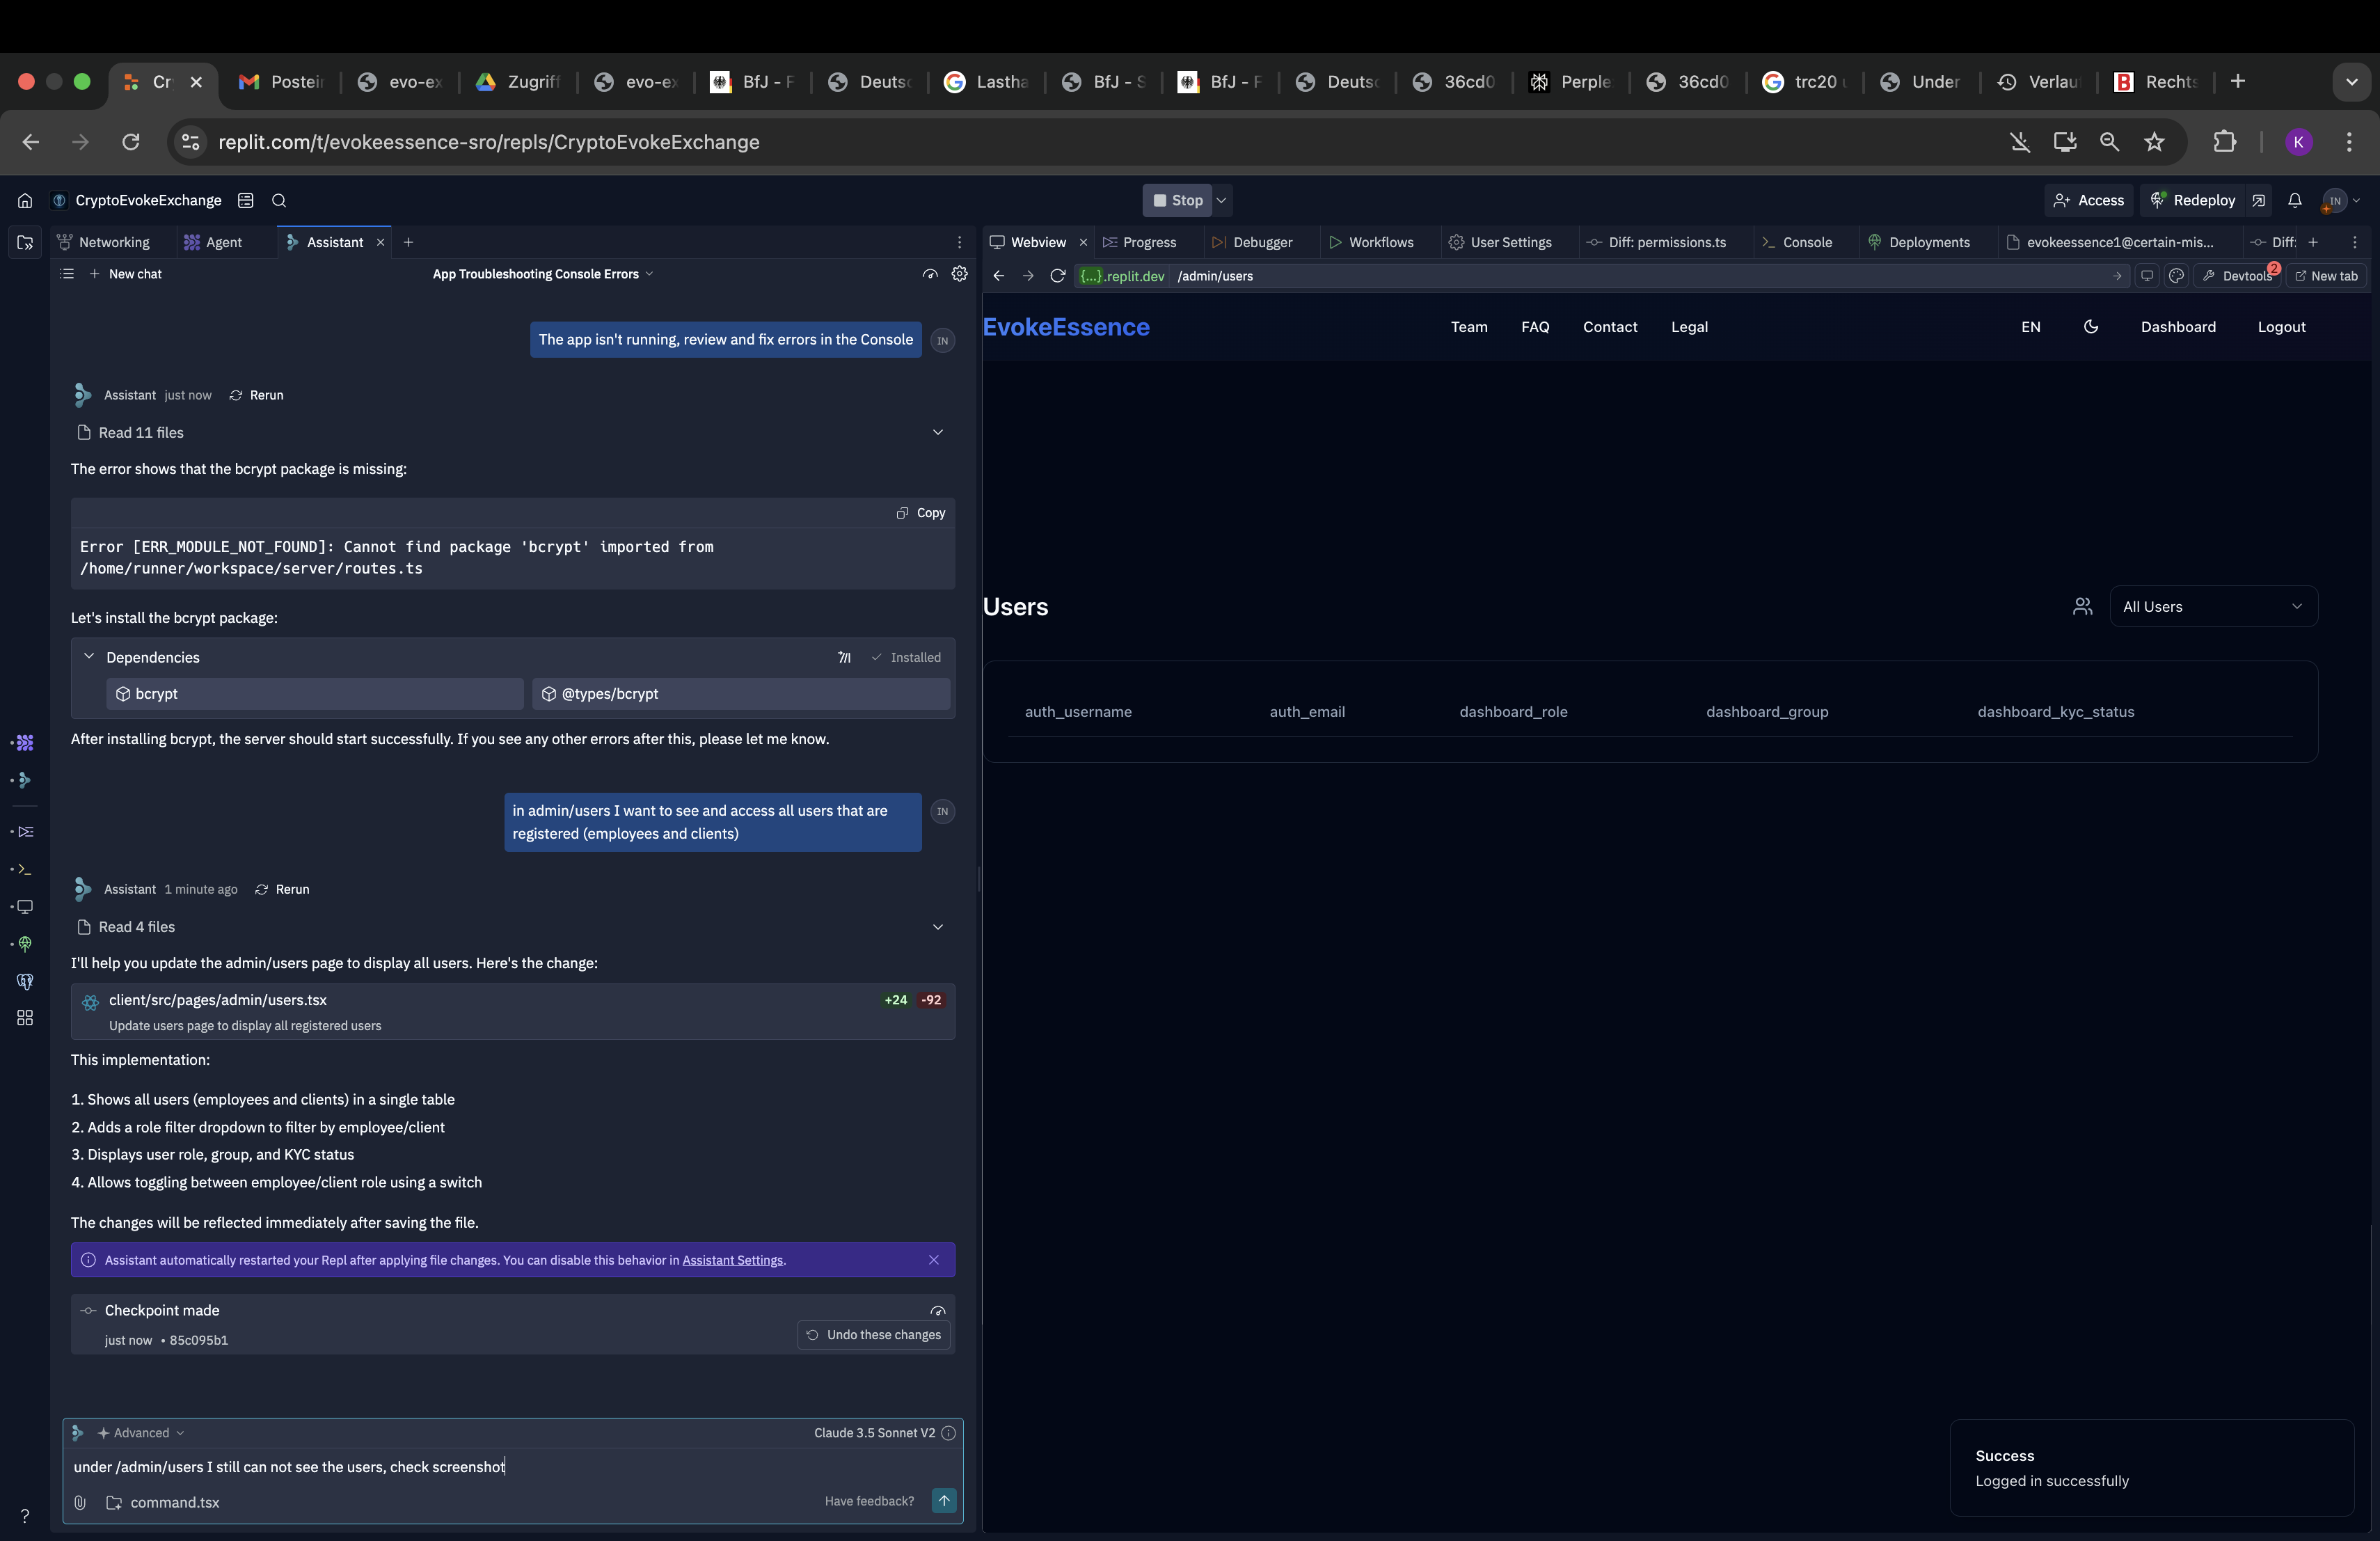 Cr
Postein
evo-ex
Zugriff
evo-ex
BfJ - F
Deutsc
Lastha
BfJ - S
BfJ - F
Deutsc
36cd0
Perple
36cd0
trc20 u
Under
Verlau
Rechts
replit.com/t/evokeessence-sro/repls/CryptoEvokeExchange
K
CryptoEvokeExchange
Stop
Access
Redeploy
IN
Networking
Agent
Assistant
Webview
Progress
Debugger
Workflows
User Settings
Diff: permissions.ts
Console
Deployments
evokeessence1@certain-mis...
Diff:
New chat
App Troubleshooting Console Errors
{...}.replit.dev
/admin/users
Devtools
2
New tab
The app isn't running, review and fix errors in the Console
IN
Assistant just now
Rerun
Read 11 files
The error shows that the bcrypt package is missing:
Copy
Error [ERR_MODULE_NOT_FOUND]: Cannot find package 'bcrypt' imported from
/home/runner/workspace/server/routes.ts
Let's install the bcrypt package:
Dependencies
Installed
bcrypt
@types/bcrypt
After installing bcrypt, the server should start successfully. If you see any other errors after this, please let me know.
in admin/users I want to see and access all users that are
registered (employees and clients)
IN
Assistant 1 minute ago
Rerun
Read 4 files
I'll help you update the admin/users page to display all users. Here's the change:
client/src/pages/admin/users.tsx
+24 -92
Update users page to display all registered users
This implementation:
1. Shows all users (employees and clients) in a single table
2. Adds a role filter dropdown to filter by employee/client
3. Displays user role, group, and KYC status
4. Allows toggling between employee/client role using a switch
The changes will be reflected immediately after saving the file.
Assistant automatically restarted your Repl after applying file changes. You can disable this behavior in Assistant Settings.
Checkpoint made
just now • 85c095b1
Undo these changes
Advanced
Claude 3.5 Sonnet V2
under /admin/users I still can not see the users, check screenshot
command.tsx
Have feedback?
?
EvokeEssence
Team
FAQ
Contact
Legal
EN
Dashboard
Logout
Users
All Users
auth_username
auth_email
dashboard_role
dashboard_group
dashboard_kyc_status
Success
Logged in successfully